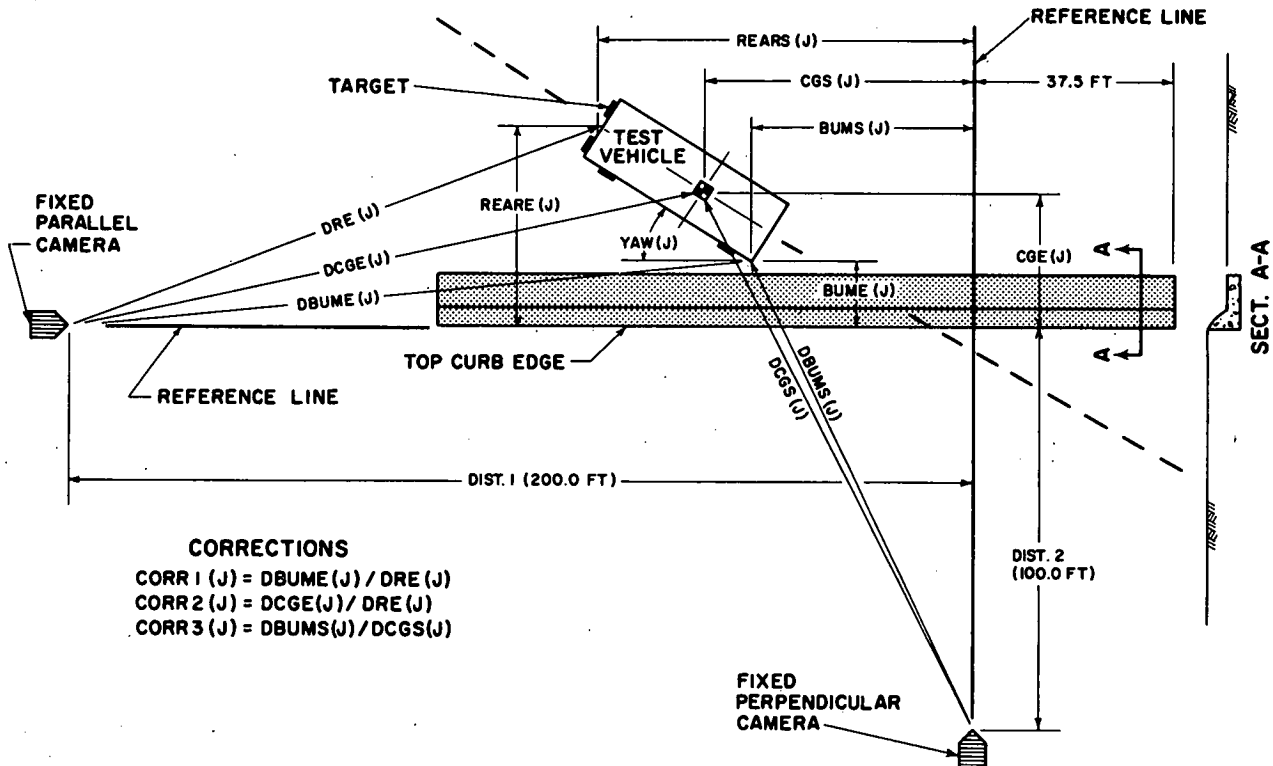 REFERENCE LINE
REARS (J)
CGS (J)
37.5 FT
TARGET
BUMS (J)
TEST
VEHICLE
FIXED
PARALLEL
CAMERA
DRE (J)
REARE (J)
YAW(J)
CGE(J)
A
DCGE(J)
DBUME (J)
BUME (J)
SECT. A-A
TOP CURB EDGE
A
REFERENCE LINE
DCGS(J)
DBUMS(J)
DIST. 1 (200.0 FT)
CORRECTIONS
CORR 1 (J) = DBUME(J) / DRE (J)
CORR 2 (J) = DCGE(J) / DRE(J)
CORR 3 (J) = DBUMS(J)/DCGS(J)
DIST. 2
(100.0 FT)
FIXED
PERPENDICULAR
CAMERA